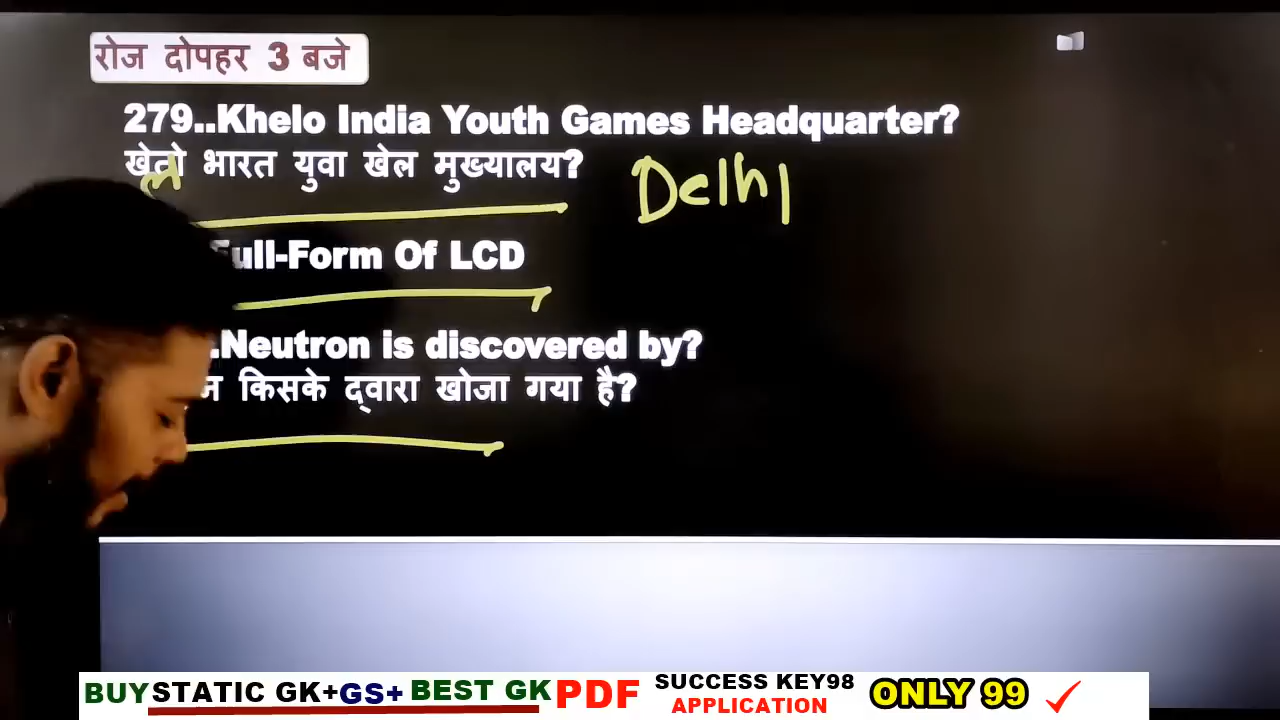 रोज दोपहर 3 बजे
279..Khelo India Youth Games Headquarter?
खेलो भारत युवा खेल मुख्यालय? Delhi
Full-Form Of LCD
.Neutron is discovered by?
किसके द्वारा खोजा गया है?
BUY STATIC GK+GS+ BEST GK PDF SUCCESS KEY98 APPLICATION ONLY 99